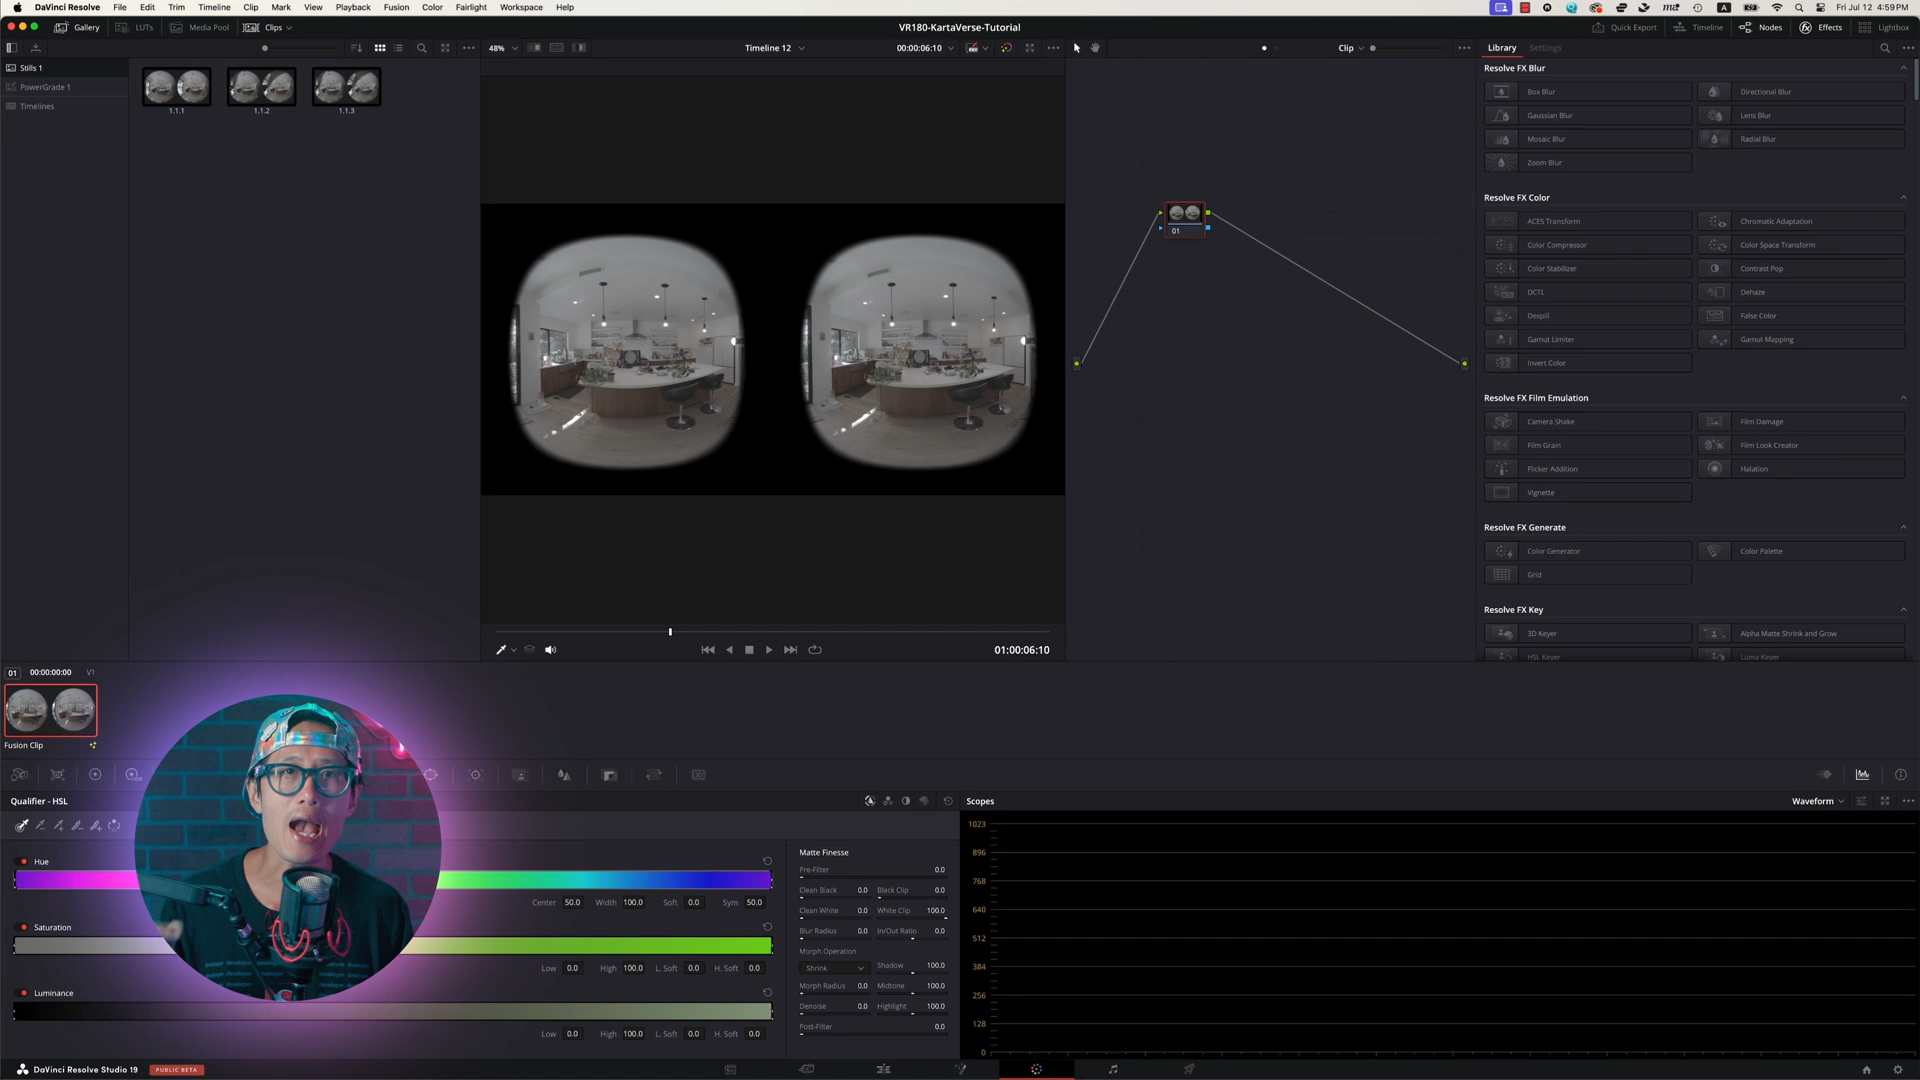 DaVinci Resolve File Edit Trim Timeline Clip Mark View Playback Fusion Color Fairlight Workspace Help Fri Jul 12 4:59 PM
Gallery LUTs Media Pool Clips VR180-KartaVerse-Tutorial Quick Export Timeline Nodes Effects Lightbox
48% Timeline 12 00:00:06:10 Clip Library Settings
Stills 1
PowerGrade 1
Timelines
1.1.1 1.1.2 1.1.3
01
Resolve FX Blur
Box Blur Directional Blur
Gaussian Blur Lens Blur
Mosaic Blur Radial Blur
Zoom Blur
Resolve FX Color
ACES Transform Chromatic Adaptation
Color Compressor Color Space Transform
Color Stabilizer Contrast Pop
DCTL Dehaze
Despill False Color
Gamut Limiter Gamut Mapping
Invert Color
Resolve FX Film Emulation
Camera Shake Film Damage
Film Grain Film Look Creator
Flicker Addition Halation
Vignette
Resolve FX Generate
Color Generator Color Palette
Grid
Resolve FX Key
3D Keyer Alpha Matte Shrink and Grow
HSL Keyer Luma Keyer
01:00:06:10
01 00:00:00:00 V1
Fusion Clip
Qualifier - HSL
Hue
Center 50.0 Width 100.0 Soft 0.0 Sym 50.0
Saturation
Low 0.0 High 100.0 L. Soft 0.0 H. Soft 0.0
Luminance
Low 0.0 High 100.0 L. Soft 0.0 H. Soft 0.0
Matte Finesse
Pre-Filter 0.0
Clean Black 0.0 Black Clip 0.0
Clean White 0.0 White Clip 100.0
Blur Radius 0.0 In/Out Ratio 0.0
Morph Operation
Shrink Shadow 100.0
Morph Radius 0.0 Midtone 100.0
Denoise 0.0 Highlight 100.0
Post-Filter 0.0
Scopes Waveform
1023
896
768
640
512
384
256
128
0
DaVinci Resolve Studio 19 PUBLIC BETA